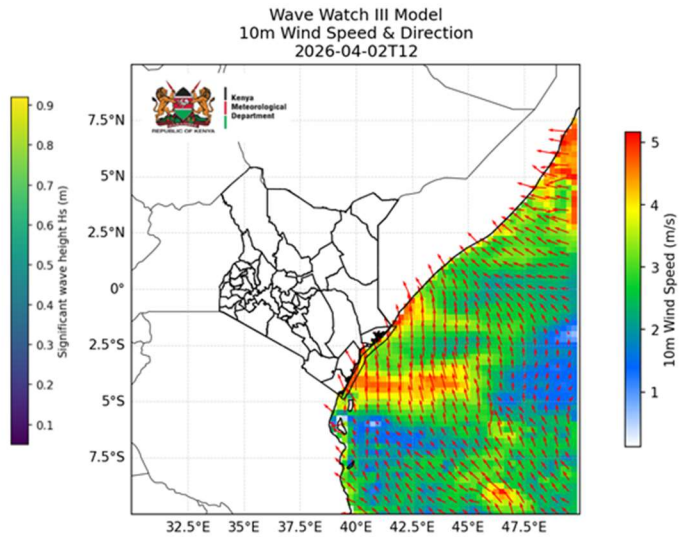 Wave Watch III Model
10m Wind Speed & Direction
2026-04-02T12
Kenya
Meteorological
Department
REPUBLIC OF KENYA
7.5°N
5°N
2.5°N
0°
2.5°S
5°S
7.5°S
32.5°E 35°E 37.5°E 40°E 42.5°E 45°E 47.5°E
0.9
0.8
0.7
0.6
0.5
0.4
0.3
0.2
0.1
Significant wave height Hs (m)
5
4
3
2
1
10m Wind Speed (m/s)